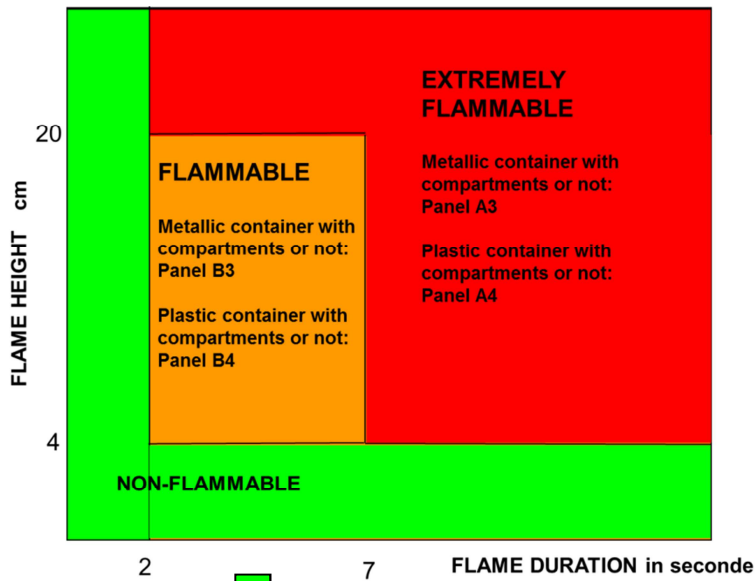 EXTREMELY
FLAMMABLE
20
FLAMMABLE
Metallic container with
compartments or not:
Panel A3
Metallic container with
compartments or not:
Panel B3
Plastic container with
compartments or not:
Panel A4
Plastic container with
compartments or not:
Panel B4
FLAME HEIGHT cm
4
NON-FLAMMABLE
2
7
FLAME DURATION in seconde